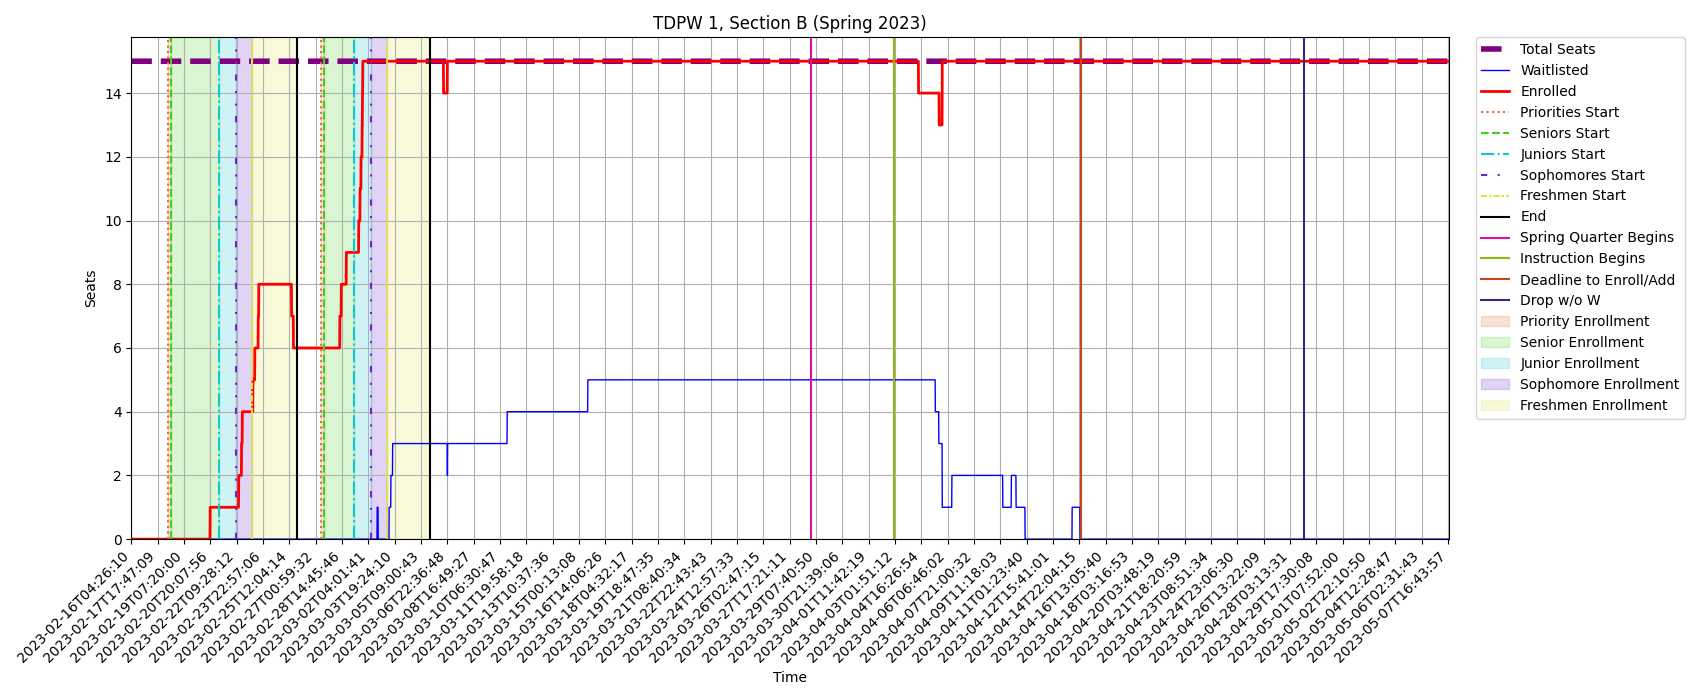 TDPW 1, Section B (Spring 2023)
Seats
14
12
10
8
6
4
2
0
2023-02-16T04:26:10
2023-02-17T17:47:09
2023-02-19T07:20:00
2023-02-20T20:07:56
2023-02-22T09:28:12
2023-02-23T22:57:06
2023-02-25T12:04:14
2023-02-27T00:59:32
2023-02-28T14:45:46
2023-03-02T04:01:41
2023-03-03T19:24:10
2023-03-05T09:00:43
2023-03-06T22:36:48
2023-03-08T16:49:27
2023-03-10T06:30:47
2023-03-11T19:58:18
2023-03-13T10:37:36
2023-03-15T00:13:08
2023-03-16T14:06:26
2023-03-18T04:32:17
2023-03-19T18:47:35
2023-03-21T08:40:34
2023-03-22T22:43:43
2023-03-24T12:57:33
2023-03-26T02:47:15
2023-03-27T17:21:11
2023-03-29T07:40:50
2023-03-30T21:39:06
2023-04-01T11:42:19
2023-04-03T01:51:12
2023-04-04T16:26:54
2023-04-06T06:46:02
2023-04-07T21:00:32
2023-04-09T11:18:03
2023-04-11T01:23:40
2023-04-12T15:41:01
2023-04-14T22:04:15
2023-04-16T13:05:40
2023-04-18T03:16:53
2023-04-20T03:48:19
2023-04-21T18:20:59
2023-04-23T08:51:34
2023-04-24T23:06:30
2023-04-26T13:22:09
2023-04-28T03:13:31
2023-04-29T17:30:08
2023-05-01T07:52:00
2023-05-02T22:10:50
2023-05-04T12:28:47
2023-05-06T02:31:43
2023-05-07T16:43:57
Time
Total Seats
Waitlisted
Enrolled
Priorities Start
Seniors Start
Juniors Start
Sophomores Start
Freshmen Start
End
Spring Quarter Begins
Instruction Begins
Deadline to Enroll/Add
Drop w/o W
Priority Enrollment
Senior Enrollment
Junior Enrollment
Sophomore Enrollment
Freshmen Enrollment